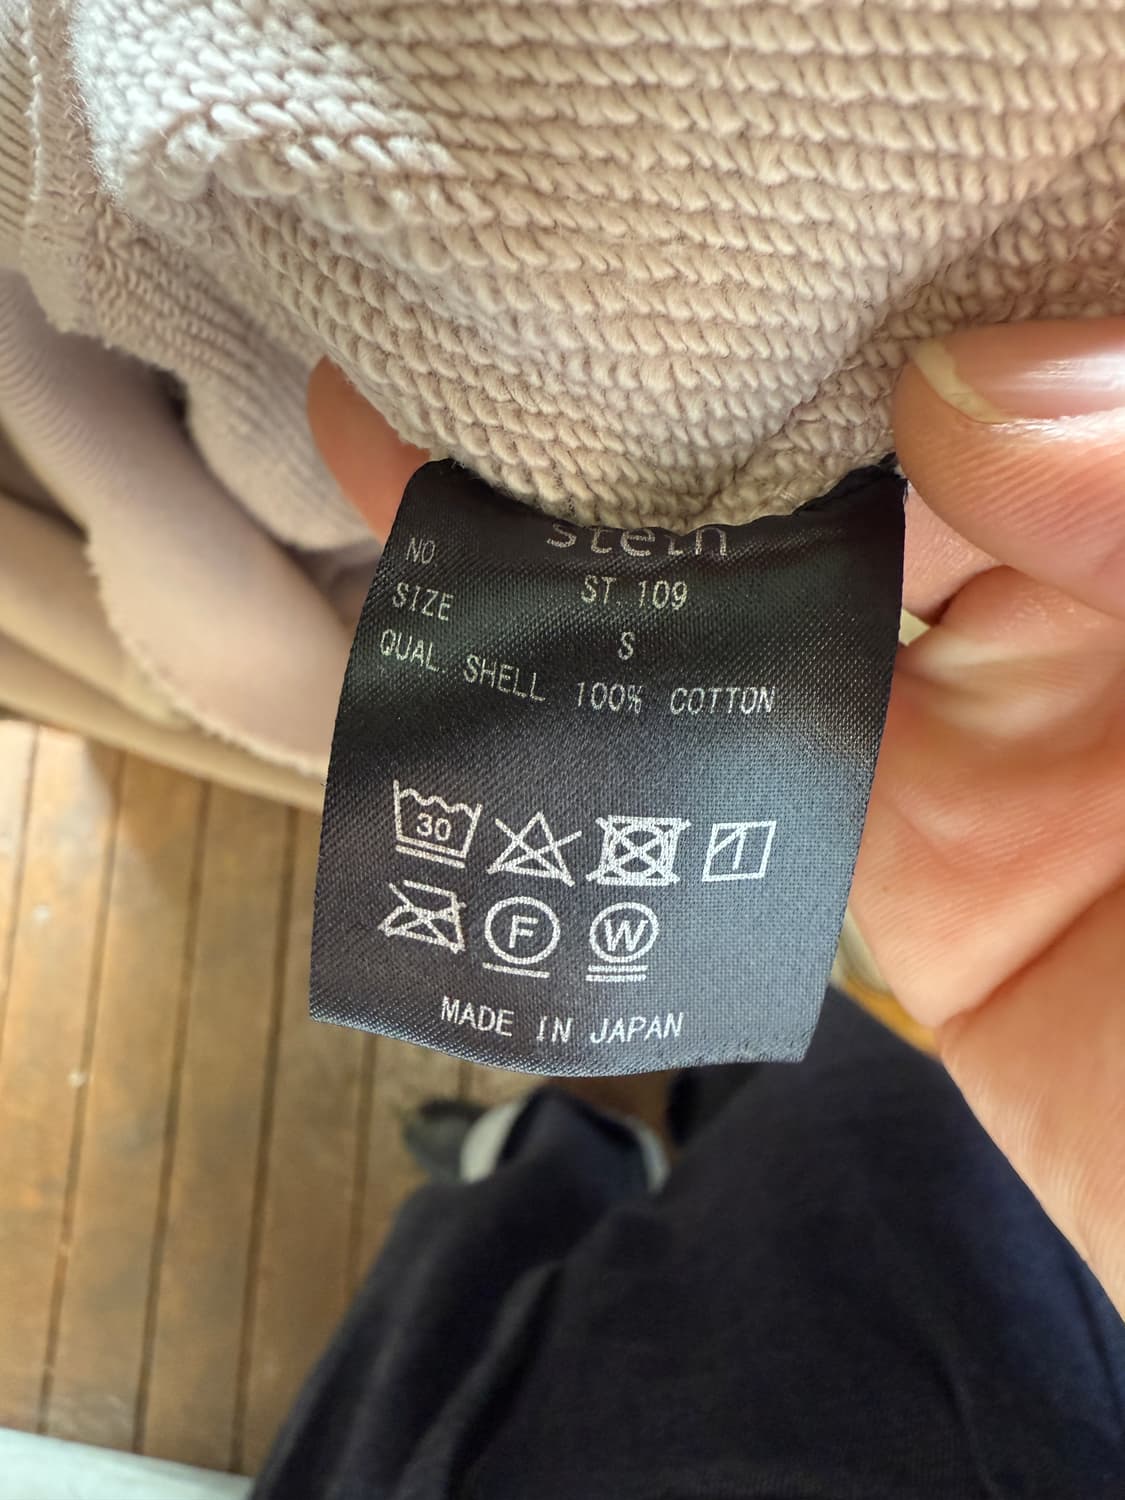 stein
NO ST.109
SIZE S
QUAL. SHELL 100% COTTON
30
F W
MADE IN JAPAN